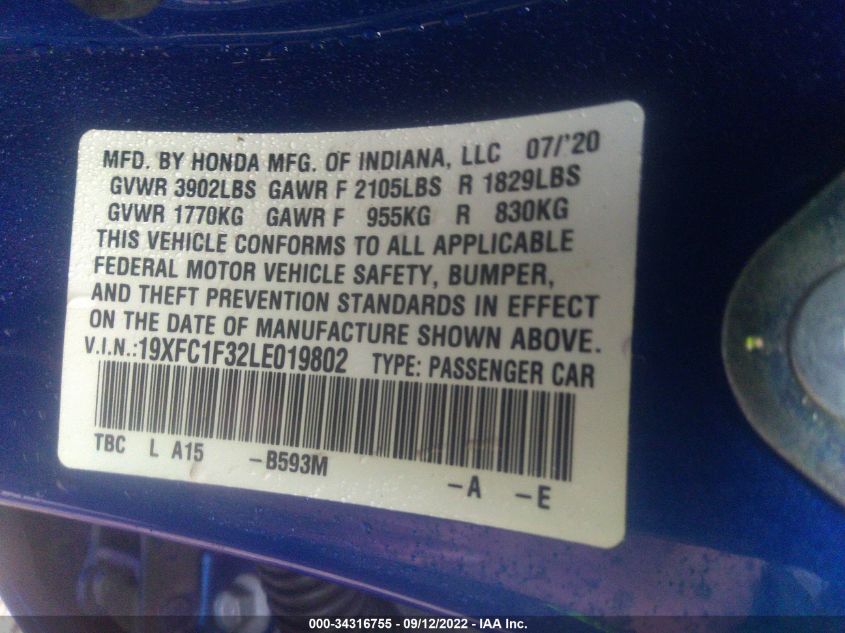 MFD. BY HONDA MFG. OF INDIANA, LLC 07/'20
GVWR 3902LBS GAWR F 2105LBS R 1829LBS
GVWR 1770KG GAWR F 955KG R 830KG
THIS VEHICLE CONFORMS TO ALL APPLICABLE
FEDERAL MOTOR VEHICLE SAFETY, BUMPER,
AND THEFT PREVENTION STANDARDS IN EFFECT
ON THE DATE OF MANUFACTURE SHOWN ABOVE.
V.I.N.:19XFC1F32LE019802 TYPE: PASSENGER CAR
TBC L A15 -B593M -A -E
000-34316755 - 09/12/2022 - IAA Inc.